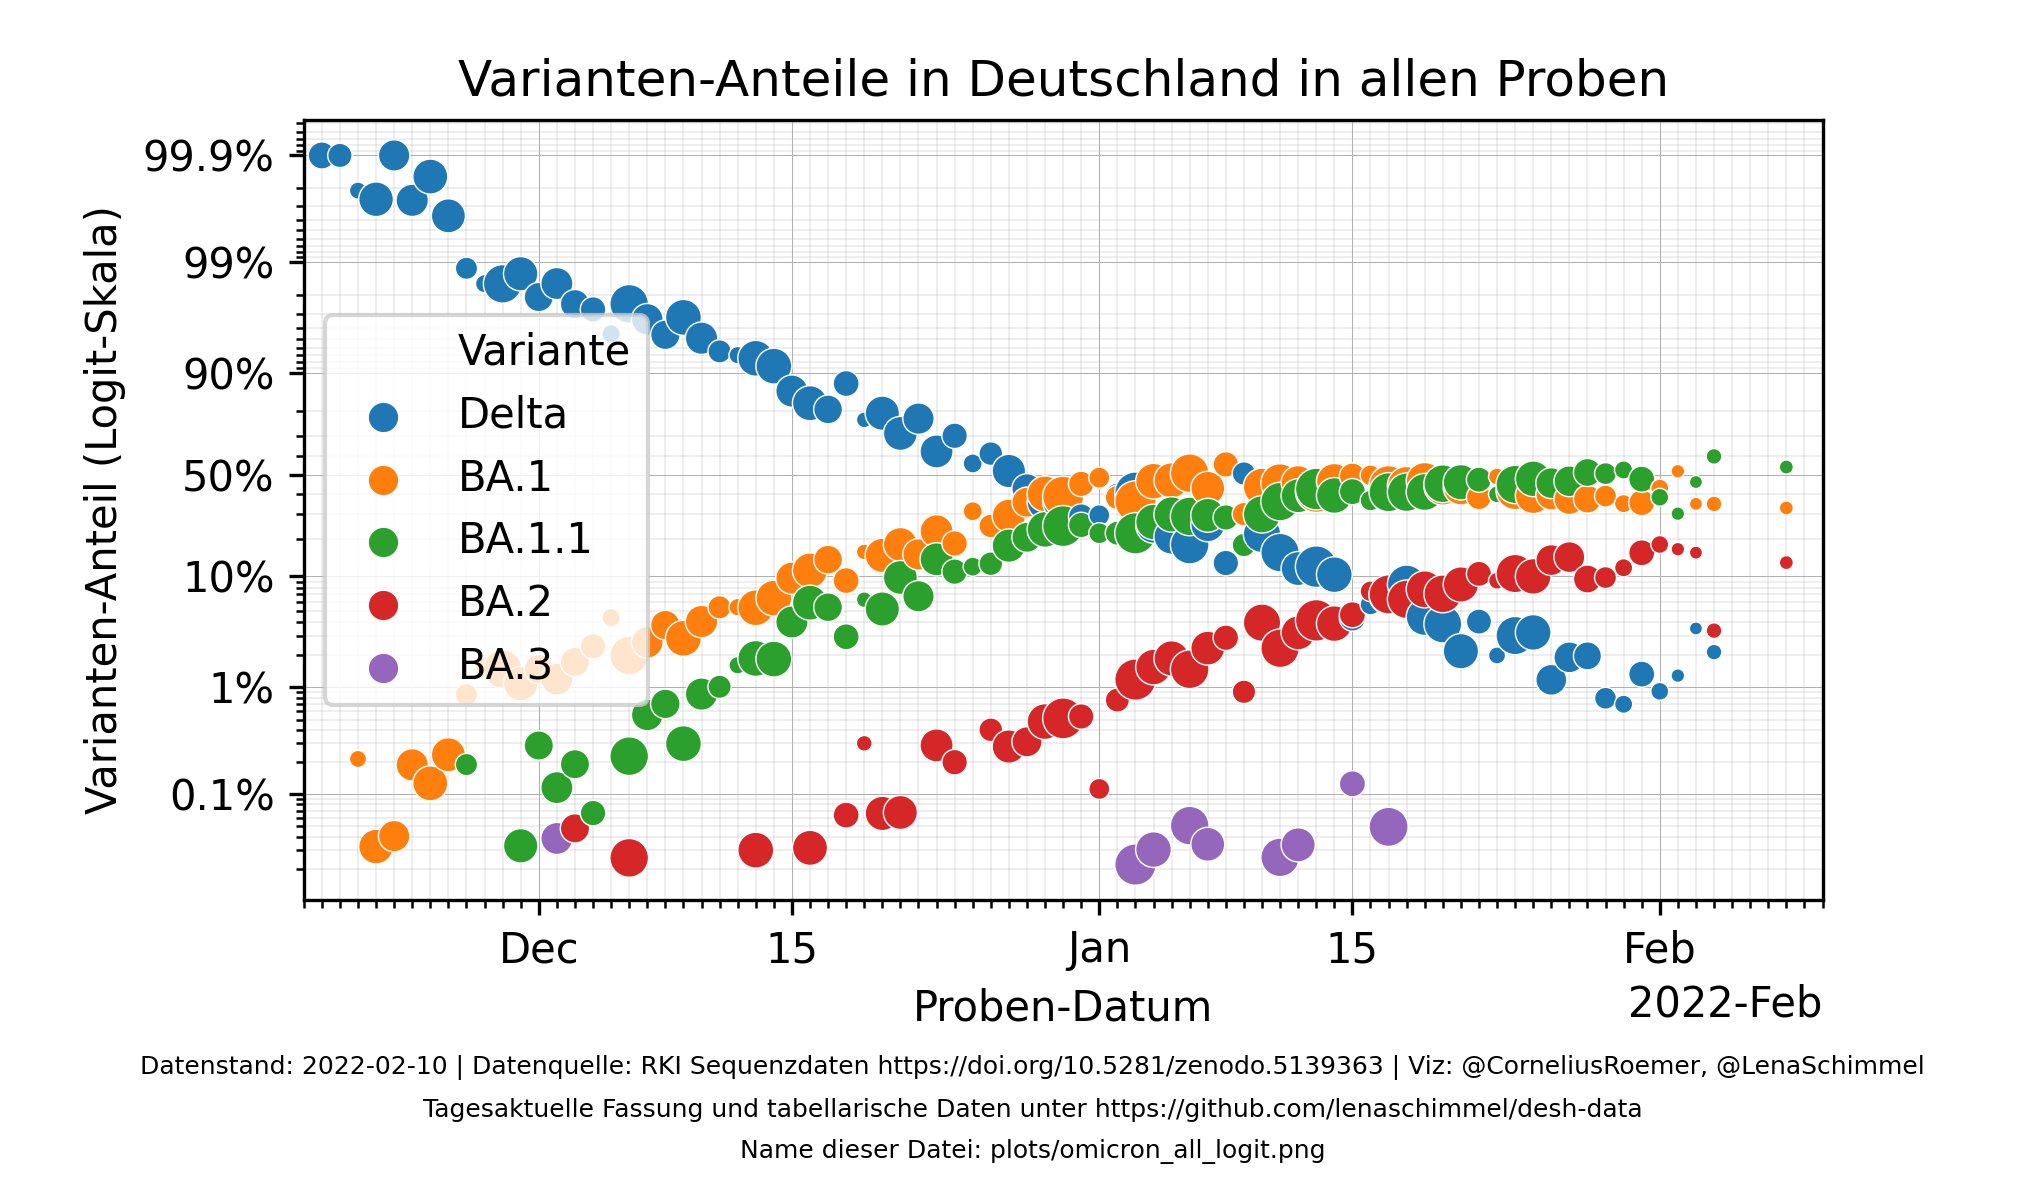 Varianten-Anteile in Deutschland in allen Proben
Varianten-Anteil (Logit-Skala)
99.9%
99%
90%
50%
10%
1%
0.1%
Variante
Delta
BA.1
BA.1.1
BA.2
BA.3
Dec
15
Jan
15
Feb
Proben-Datum
2022-Feb
Datenstand: 2022-02-10 | Datenquelle: RKI Sequenzdaten https://doi.org/10.5281/zenodo.5139363 | Viz: @CorneliusRoemer, @LenaSchimmel
Tagesaktuelle Fassung und tabellarische Daten unter https://github.com/lenaschimmel/desh-data
Name dieser Datei: plots/omicron_all_logit.png